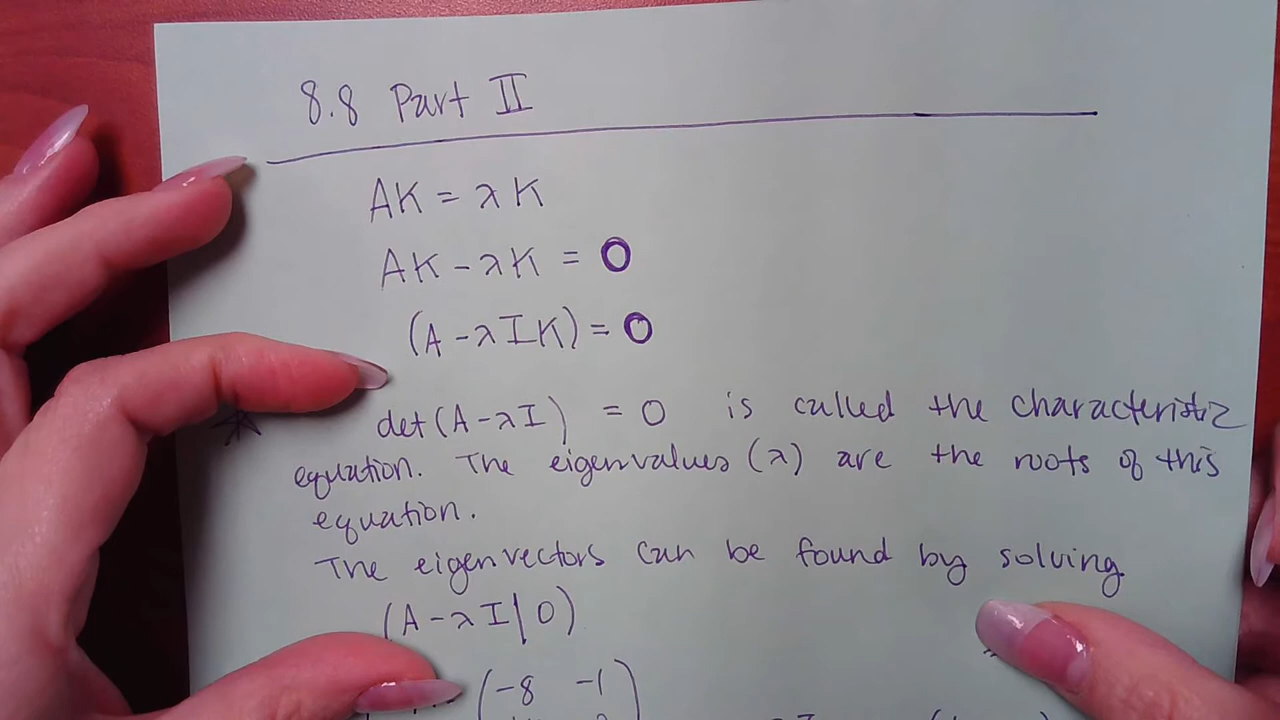 8.8 Part II
AK = λK
AK - λK = 0
(A - λIK) = 0
det(A - λI) = 0 is called the characteristic
equation. The eigenvalues (λ) are the roots of this
equation.
The eigenvectors can be found by solving
(A - λI | 0)
(-8 -1)